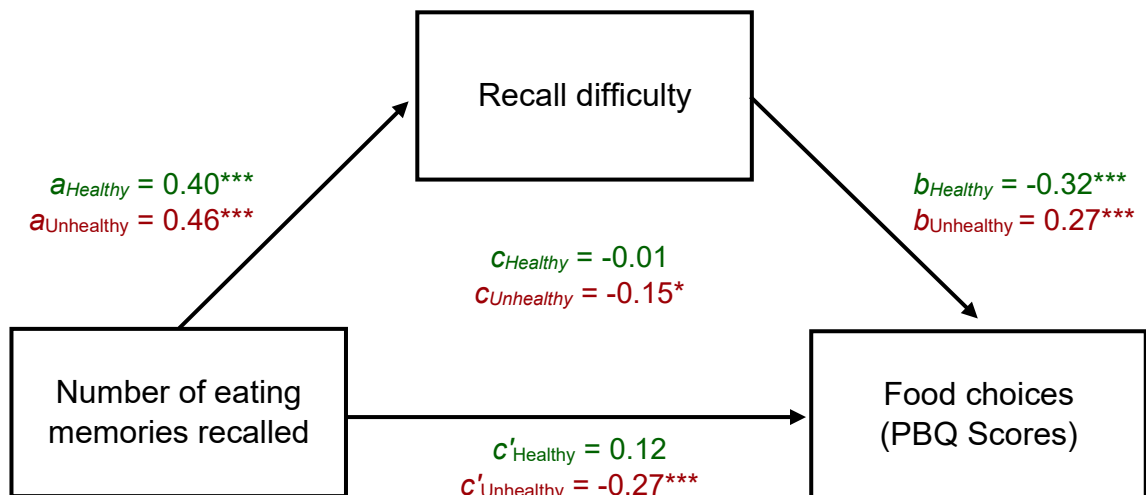 Recall difficulty
aHealthy = 0.40***
aUnhealthy = 0.46***
bHealthy = -0.32***
bUnhealthy = 0.27***
cHealthy = -0.01
cUnhealthy = -0.15*
Number of eating
memories recalled
Food choices
(PBQ Scores)
c'Healthy = 0.12
c'Unhealthy = -0.27***